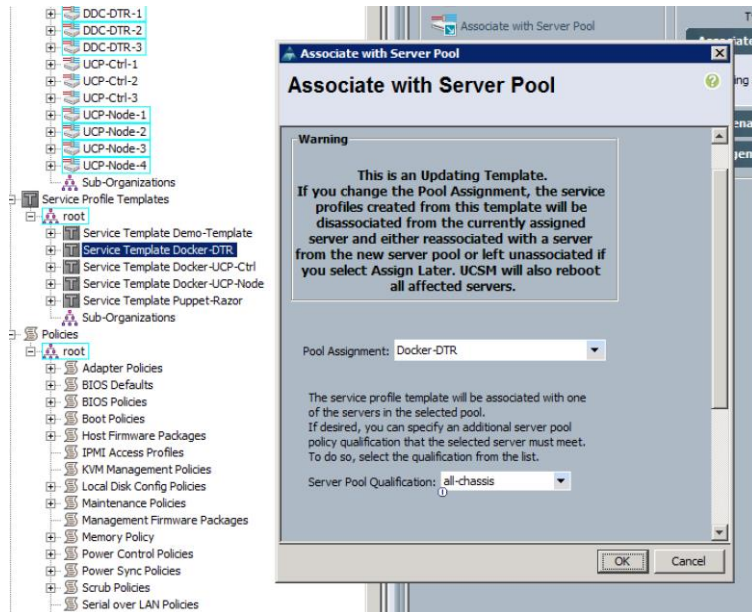 DDC-DTR-1
DDC-DTR-2
DDC-DTR-3
UCP-Ctrl-1
UCP-Ctrl-2
UCP-Ctrl-3
UCP-Node-1
UCP-Node-2
UCP-Node-3
UCP-Node-4
Sub-Organizations
Service Profile Templates
root
Service Template Demo-Template
Service Template Docker-DTR
Service Template Docker-UCP-Ctrl
Service Template Docker-UCP-Node
Service Template Puppet-Razor
Sub-Organizations
Policies
root
Adapter Policies
BIOS Defaults
BIOS Policies
Boot Policies
Host Firmware Packages
IPMI Access Profiles
KVM Management Policies
Local Disk Config Policies
Maintenance Policies
Management Firmware Packages
Memory Policy
Power Control Policies
Power Sync Policies
Scrub Policies
Serial over LAN Policies
Associate with Server Pool
Associate with Server Pool
Associate with Server Pool
Warning
This is an Updating Template.
If you change the Pool Assignment, the service
profiles created from this template will be
disassociated from the currently assigned
server and either reassociated with a server
from the new server pool or left unassociated if
you select Assign Later. UCSM will also reboot
all affected servers.
Pool Assignment: Docker-DTR
The service profile template will be associated with one
of the servers in the selected pool.
If desired, you can specify an additional server pool
policy qualification that the selected server must meet.
To do so, select the qualification from the list.
Server Pool Qualification: all-chassis
OK Cancel